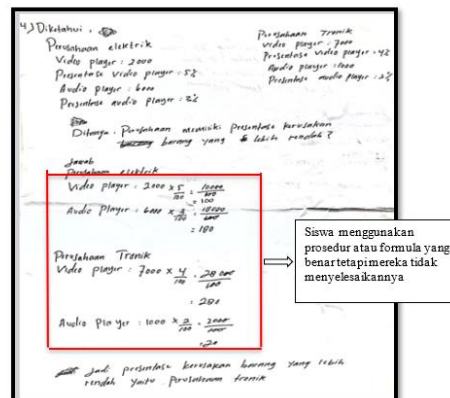 4.) Diketahui :
Perusahaan elektrik
Video player : 2000
Presentase video player : 5%
Audio player : 6000
Presentase audio player : 3%
Perusahaan Tronik
video player : 7000
Presentase video player : 4%
Audio player : 1000
Presentase audio player : 2%
Ditanya : Perusahaan memiliki presentase kerusakan
barang yang lebih rendah?
Jawab
Perusahaan elektrik
Video player : 2000 x 5/100 = 10000/100
= 100
Audio Player : 6000 x 3/100 = 18000/100
= 180
Perusahaan Tronik
Video player : 7000 x 4/100 = 28000/100
= 280
Audio Player : 1000 x 2/100 = 2000/100
= 20
Jadi presentase kerusakan barang yang lebih
rendah yaitu perusahaan tronik
Siswa menggunakan
prosedur atau formula yang
benar tetapi mereka tidak
menyelesaikannya